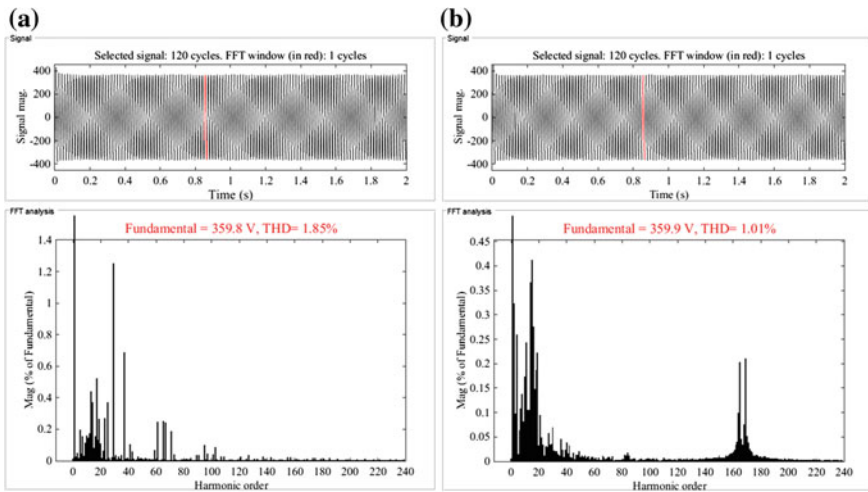 (a)
Signal
Selected signal: 120 cycles. FFT window (in red): 1 cycles
Signal mag.
400
200
0
-200
-400
0 0.2 0.4 0.6 0.8 1 1.2 1.4 1.6 1.8 2
Time (s)
FFT analysis
Fundamental = 359.8 V, THD= 1.85%
Mag (% of Fundamental)
1.4
1.2
1
0.8
0.6
0.4
0.2
0
0 20 40 60 80 100 120 140 160 180 200 220 240
Harmonic order
(b)
Signal
Selected signal: 120 cycles. FFT window (in red): 1 cycles
Signal mag.
400
200
0
-200
-400
0 0.2 0.4 0.6 0.8 1 1.2 1.4 1.6 1.8 2
Time (s)
FFT analysis
Fundamental = 359.9 V, THD= 1.01%
Mag (% of Fundamental)
0.45
0.4
0.35
0.3
0.25
0.2
0.15
0.1
0.05
0
0 20 40 60 80 100 120 140 160 180 200 220 240
Harmonic order